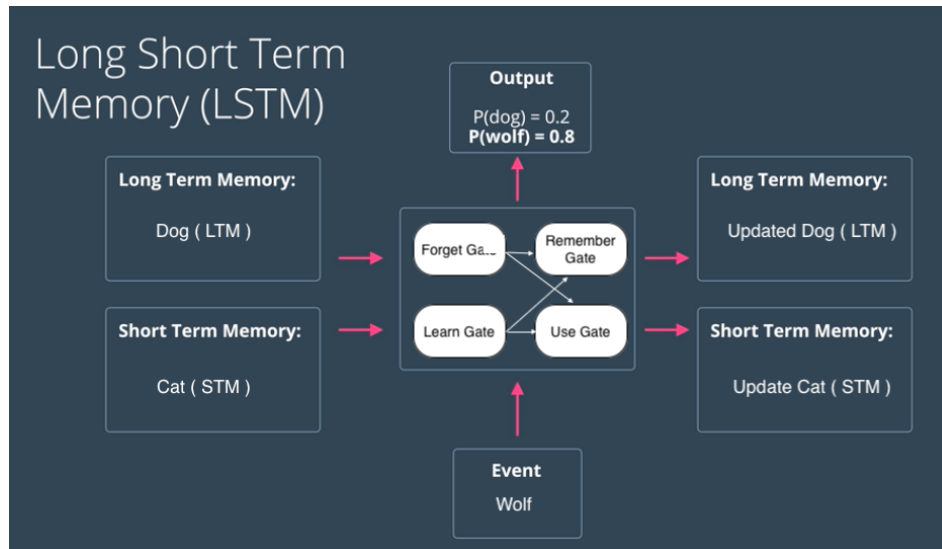 Long Short Term
Memory (LSTM)
Output
P(dog) = 0.2
P(wolf) = 0.8
Long Term Memory:
Dog ( LTM )
Short Term Memory:
Cat ( STM )
Forget
Remember
Gate
Learn Gate
Use Gate
Long Term Memory:
Updated Dog ( LTM )
Short Term Memory:
Update Cat ( STM )
Event
Wolf